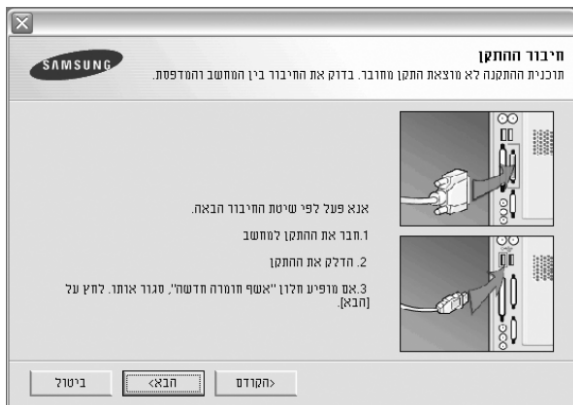 SAMSUNG
חיבור ההתקן
תוכנית ההתקנה לא מוצאת התקן מחובר. בדוק את החיבור בין המחשב והמדפסת.
אנא פעל לפי שיטת החיבור הבאה.
1.חבר את ההתקן למחשב
2. הדלק את ההתקן
3.אם מופיע חלון "אשף חומרה חדשה", סגור אותו. לחץ על
[הבא].
<הקודם
הבא>
ביטול